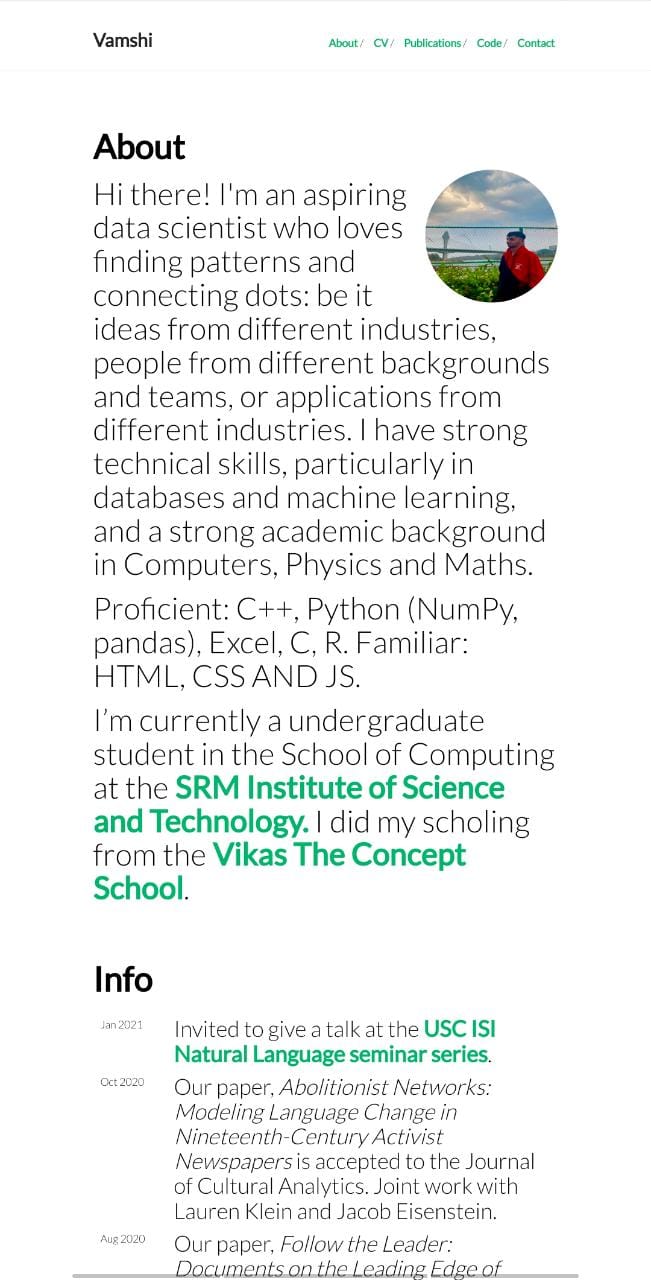 Vamshi
About / CV / Publications / Code / Contact
About
Hi there! I'm an aspiring
data scientist who loves
finding patterns and
connecting dots: be it
ideas from different industries,
people from different backgrounds
and teams, or applications from
different industries. I have strong
technical skills, particularly in
databases and machine learning,
and a strong academic background
in Computers, Physics and Maths.
Proficient: C++, Python (NumPy,
pandas), Excel, C, R. Familiar:
HTML, CSS AND JS.
I’m currently a undergraduate
student in the School of Computing
at the SRM Institute of Science
and Technology. I did my scholing
from the Vikas The Concept
School.
Info
Jan 2021
Invited to give a talk at the USC ISI
Natural Language seminar series.
Oct 2020
Our paper, Abolitionist Networks:
Modeling Language Change in
Nineteenth-Century Activist
Newspapers is accepted to the Journal
of Cultural Analytics. Joint work with
Lauren Klein and Jacob Eisenstein.
Aug 2020
Our paper, Follow the Leader:
Documents on the Leading Edge of